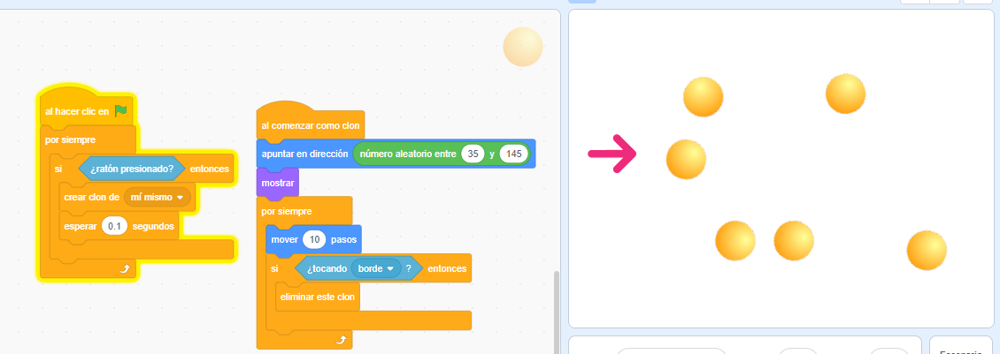 al hacer clic en
por siempre
si ¿ratón presionado? entonces
crear clon de mí mismo
esperar 0.1 segundos
al comenzar como clon
apuntar en dirección número aleatorio entre 35 y 145
mostrar
por siempre
mover 10 pasos
si ¿tocando borde ? entonces
eliminar este clon